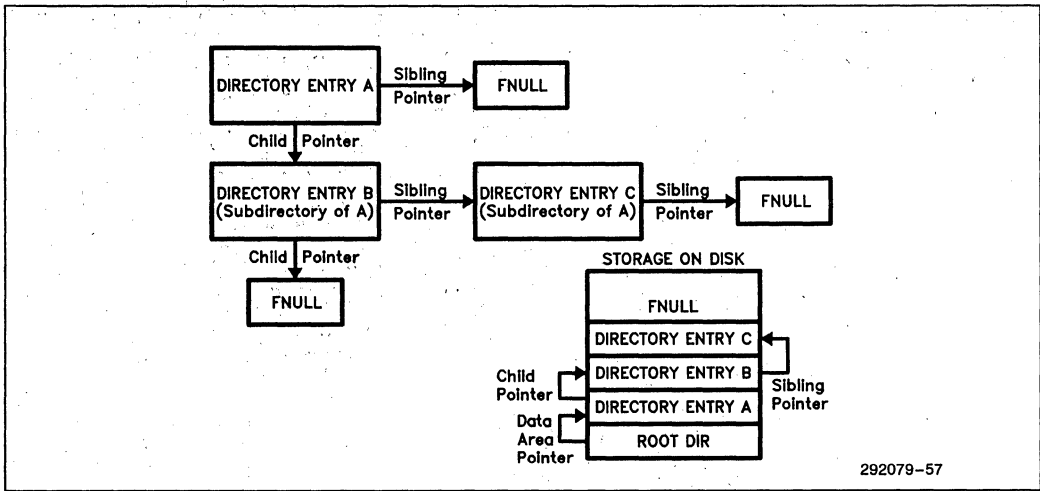 DIRECTORY ENTRY A
Sibling
Pointer
FNULL
Child Pointer
DIRECTORY ENTRY B
(Subdirectory of A)
Sibling
Pointer
DIRECTORY ENTRY C
(Subdirectory of A)
Sibling
Pointer
FNULL
Child Pointer
FNULL
STORAGE ON DISK
FNULL
DIRECTORY ENTRY C
DIRECTORY ENTRY B
DIRECTORY ENTRY A
ROOT DIR
Child
Pointer
Data
Area
Pointer
Sibling
Pointer
292079-57